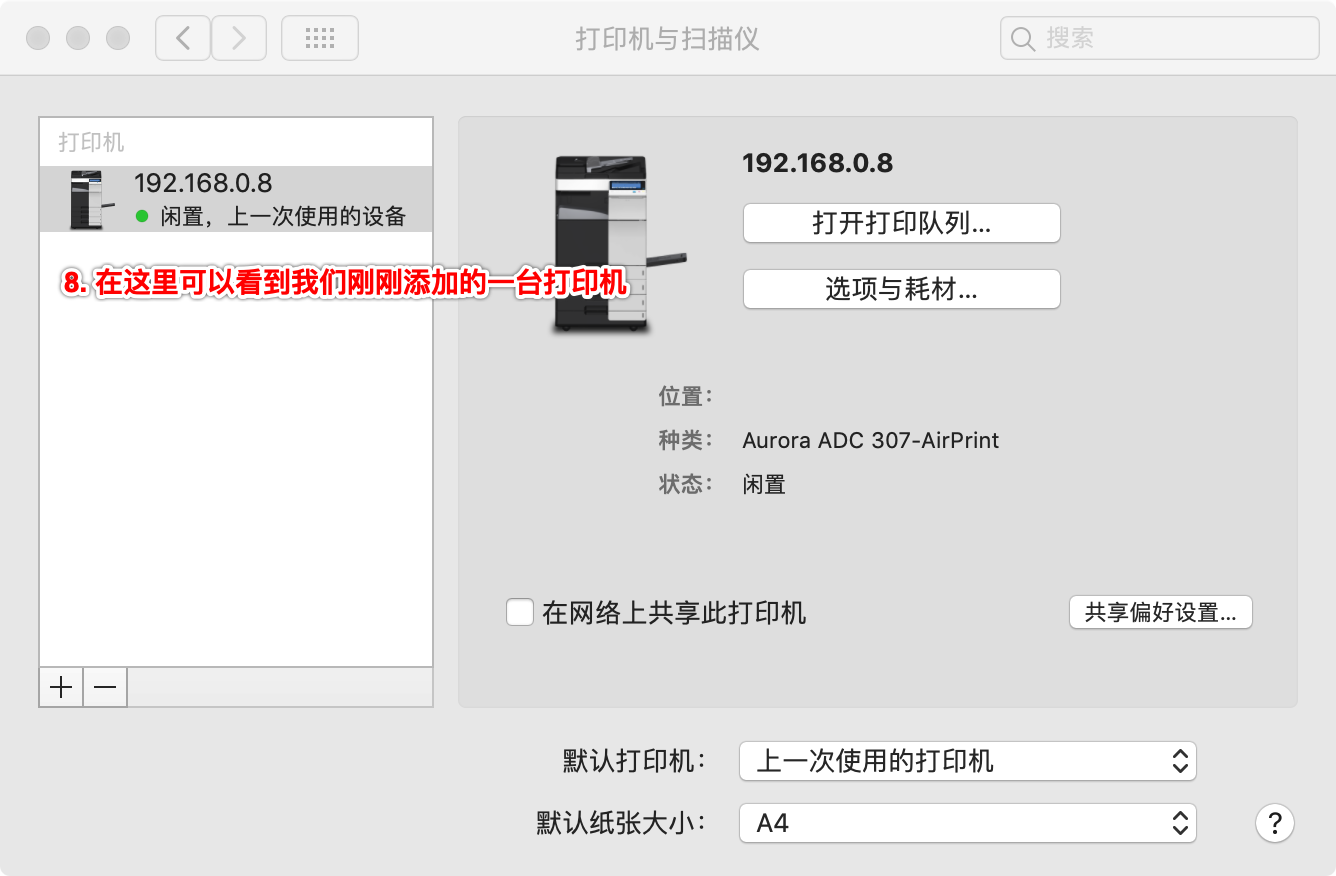 打印机与扫描仪
搜索
打印机
192.168.0.8
闲置，上一次使用的设备
8. 在这里可以看到我们刚刚添加的一台打印机
192.168.0.8
打开打印队列...
选项与耗材...
位置：
种类： Aurora ADC 307-AirPrint
状态： 闲置
在网络上共享此打印机
共享偏好设置...
默认打印机： 上一次使用的打印机
默认纸张大小： A4
?